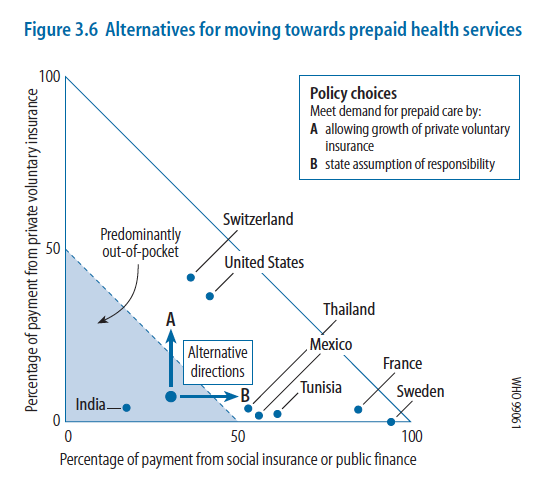 Figure 3.6 Alternatives for moving towards prepaid health services
Percentage of payment from private voluntary insurance
100
50
0
Policy choices
Meet demand for prepaid care by:
A allowing growth of private voluntary
insurance
B state assumption of responsibility
Switzerland
Predominantly
out-of-pocket
United States
Thailand
A
Mexico
Alternative
directions
France
Tunisia
Sweden
B
India
0
50
100
Percentage of payment from social insurance or public finance
WHO 99061